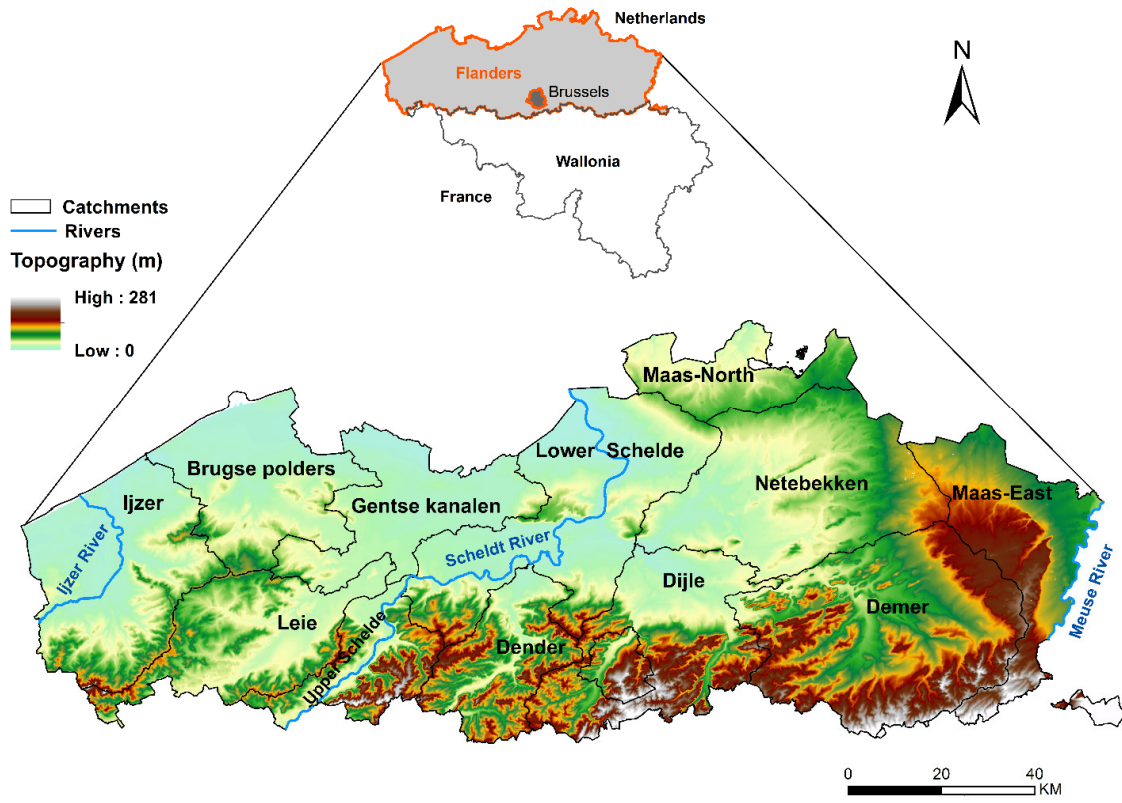 Netherlands
N
Flanders
Brussels
Wallonia
France
Catchments
Rivers
Topography (m)
High : 281
Low : 0
Maas-North
Lower Schelde
Brugse polders
Netebekken
Ijzer
Maas-East
Gentse kanalen
Ijzer River
Scheldt River
Dijle
Meuse River
Demer
Leie
Upper Schelde
Dender
0 20 40
KM